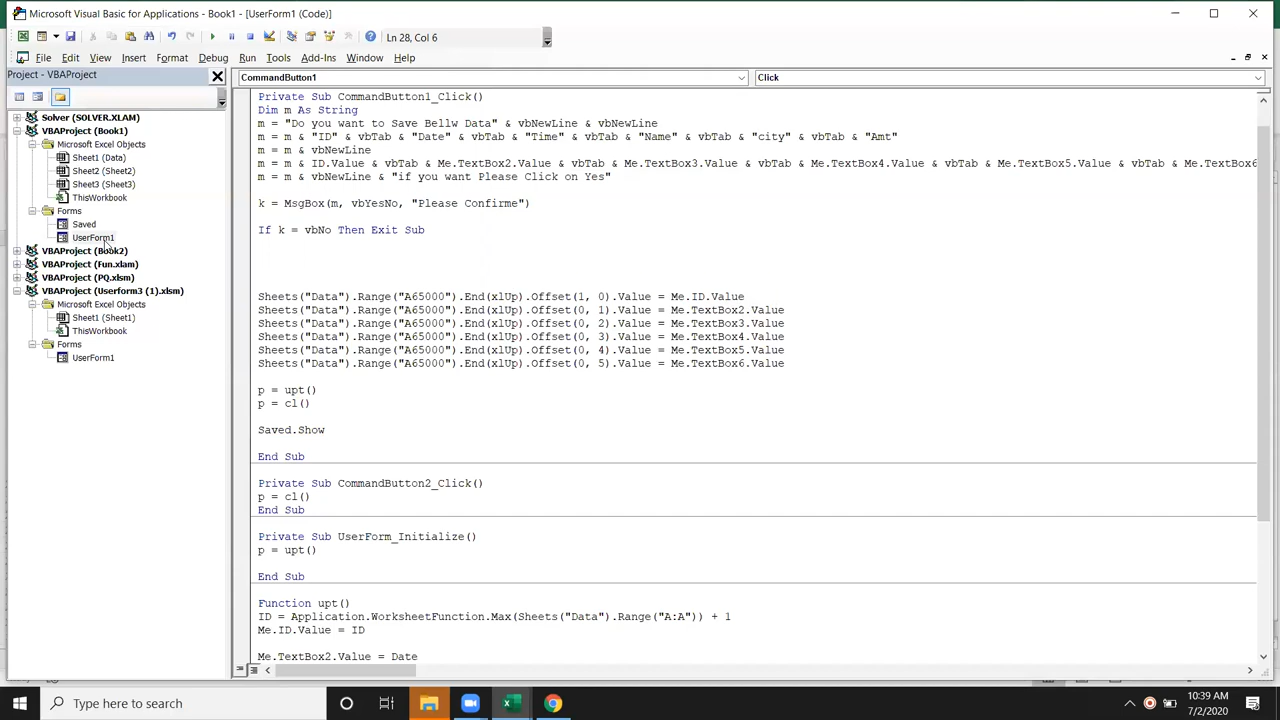 Microsoft Visual Basic for Applications - Book1 - [UserForm1 (Code)]
Ln 28, Col 6
File Edit View Insert Format Debug Run Tools Add-Ins Window Help
Project - VBAProject
CommandButton1
Click
Solver (SOLVER.XLAM)
VBAProject (Book1)
Microsoft Excel Objects
Sheet1 (Data)
Sheet2 (Sheet2)
Sheet3 (Sheet3)
ThisWorkbook
Forms
Saved
UserForm1
VBAProject (Book2)
VBAProject (Fun.xlam)
VBAProject (PQ.xlsm)
VBAProject (Userform3 (1).xlsm)
Microsoft Excel Objects
Sheet1 (Sheet1)
ThisWorkbook
Forms
UserForm1
Private Sub CommandButton1_Click()
Dim m As String
m = "Do you want to Save Bellw Data" & vbNewLine & vbNewLine
m = m & "ID" & vbTab & "Date" & vbTab & "Time" & vbTab & "Name" & vbTab & "city" & vbTab & "Amt"
m = m & vbNewLine
m = m & ID.Value & vbTab & Me.TextBox2.Value & vbTab & Me.TextBox3.Value & vbTab & Me.TextBox4.Value & vbTab & Me.TextBox5.Value & vbTab & Me.TextBox6
m = m & vbNewLine & "if you want Please Click on Yes"
k = MsgBox(m, vbYesNo, "Please Confirme")
If k = vbNo Then Exit Sub
Sheets("Data").Range("A65000").End(xlUp).Offset(1, 0).Value = Me.ID.Value
Sheets("Data").Range("A65000").End(xlUp).Offset(0, 1).Value = Me.TextBox2.Value
Sheets("Data").Range("A65000").End(xlUp).Offset(0, 2).Value = Me.TextBox3.Value
Sheets("Data").Range("A65000").End(xlUp).Offset(0, 3).Value = Me.TextBox4.Value
Sheets("Data").Range("A65000").End(xlUp).Offset(0, 4).Value = Me.TextBox5.Value
Sheets("Data").Range("A65000").End(xlUp).Offset(0, 5).Value = Me.TextBox6.Value
p = upt()
p = cl()
Saved.Show
End Sub
Private Sub CommandButton2_Click()
p = cl()
End Sub
Private Sub UserForm_Initialize()
p = upt()
End Sub
Function upt()
ID = Application.WorksheetFunction.Max(Sheets("Data").Range("A:A")) + 1
Me.ID.Value = ID
Me.TextBox2.Value = Date
Type here to search
10:39 AM
7/2/2020